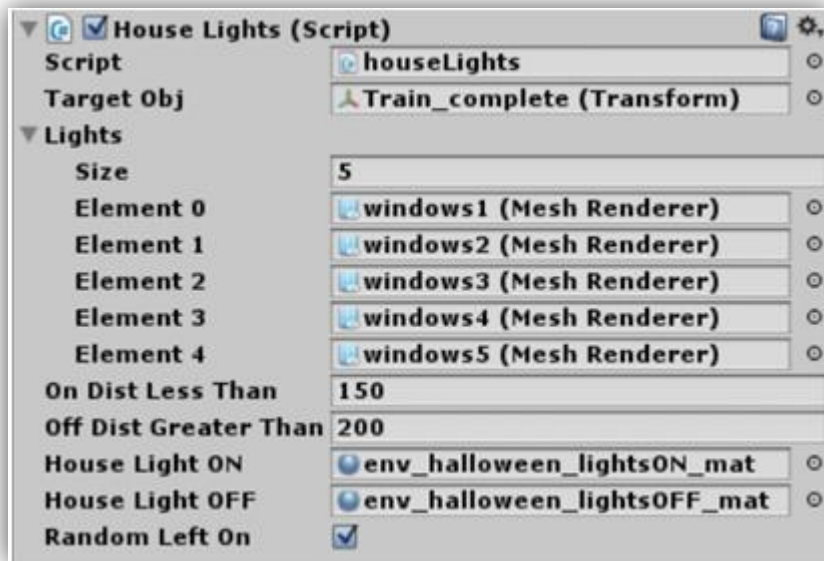 House Lights (Script)
Script houseLights
Target Obj Train_complete (Transform)
Lights
Size 5
Element 0 windows1 (Mesh Renderer)
Element 1 windows2 (Mesh Renderer)
Element 2 windows3 (Mesh Renderer)
Element 3 windows4 (Mesh Renderer)
Element 4 windows5 (Mesh Renderer)
On Dist Less Than 150
Off Dist Greater Than 200
House Light ON env_halloween_lightsON_mat
House Light OFF env_halloween_lightsOFF_mat
Random Left On